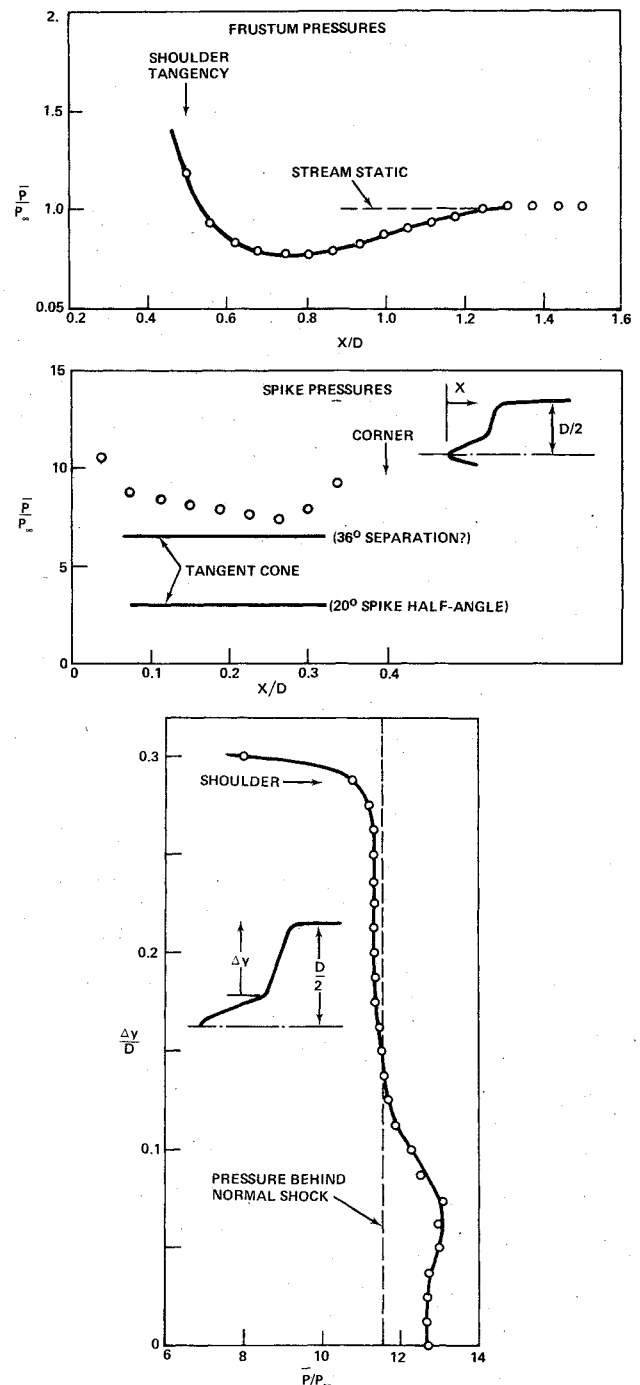 FRUSTUM PRESSURES
2.
SHOULDER
TANGENCY
1.5
STREAM STATIC
P̄
P∞
1.0
0.05
0.2 0.4 0.6 0.8 1.0 1.2 1.4 1.6
X/D
15
SPIKE PRESSURES
X
CORNER
D/2
10
P̄
P∞
(36° SEPARATION?)
5
TANGENT CONE
(20° SPIKE HALF-ANGLE)
0
0 0.1 0.2 0.3 0.4
X/D
0.3
SHOULDER
0.2
Δy
D
2
Δy
D
0.1
PRESSURE BEHIND
NORMAL SHOCK
0
6 8 10 12 14
P̄/P∞